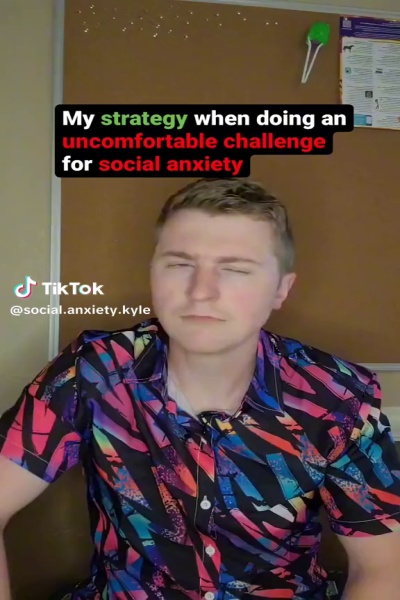 My strategy when doing an
uncomfortable challenge
for social anxiety
TikTok
@social.anxiety.kyle